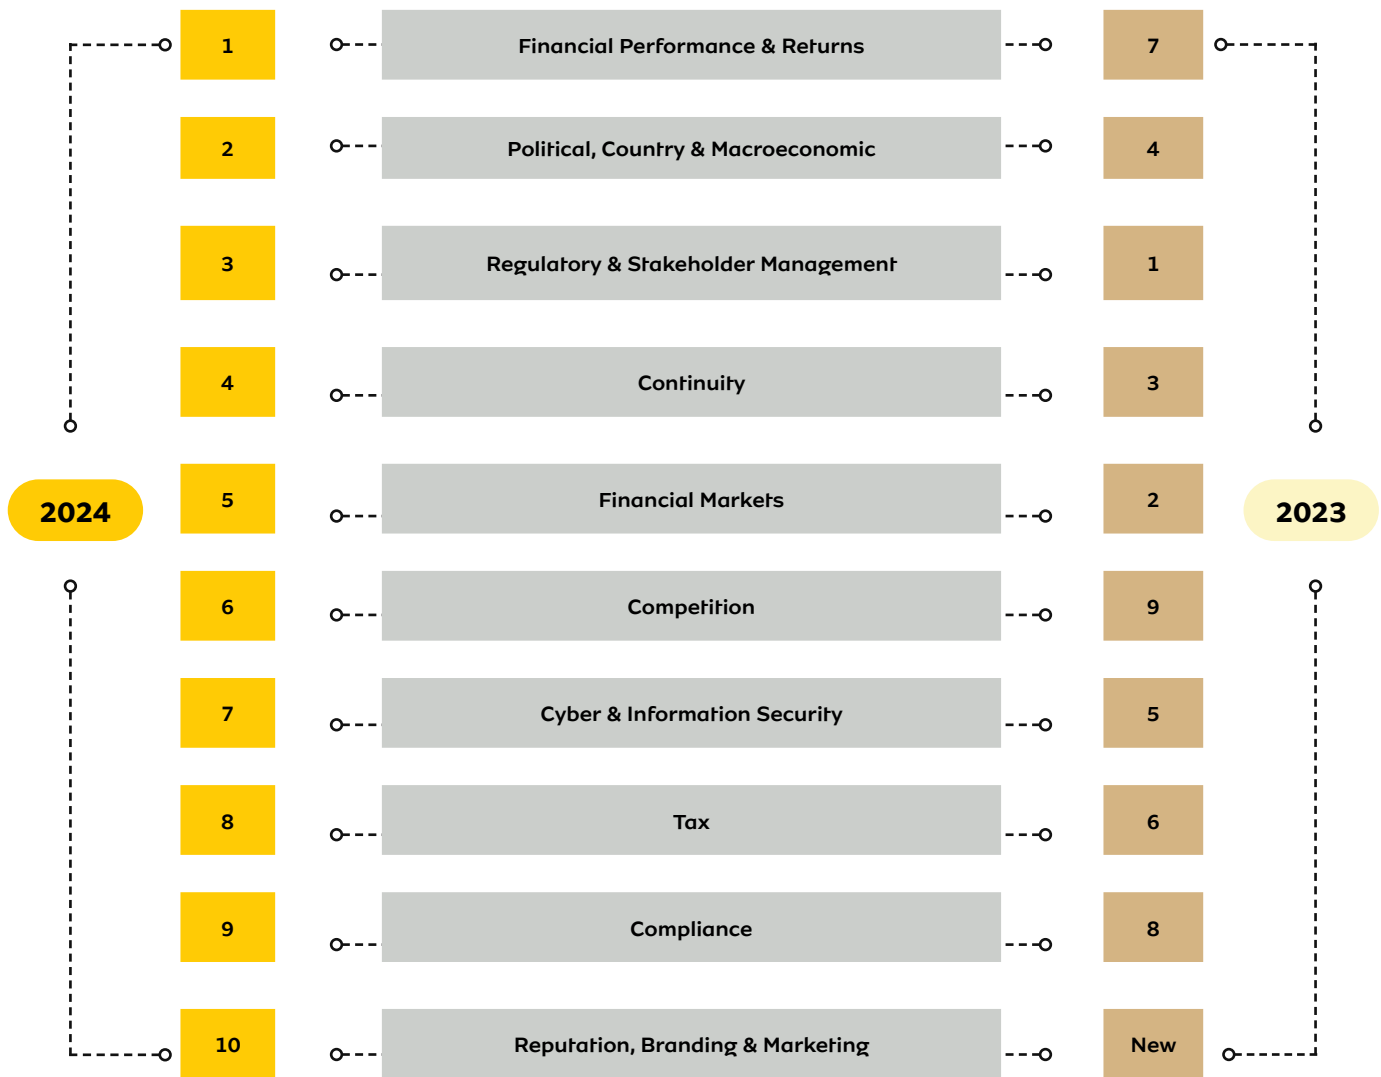 1 Financial Performance & Returns 7
2 Political, Country & Macroeconomic 4
3 Regulatory & Stakeholder Management 1
4 Continuity 3
5 Financial Markets 2
2024 2023
6 Competition 9
7 Cyber & Information Security 5
8 Tax 6
9 Compliance 8
10 Reputation, Branding & Marketing New